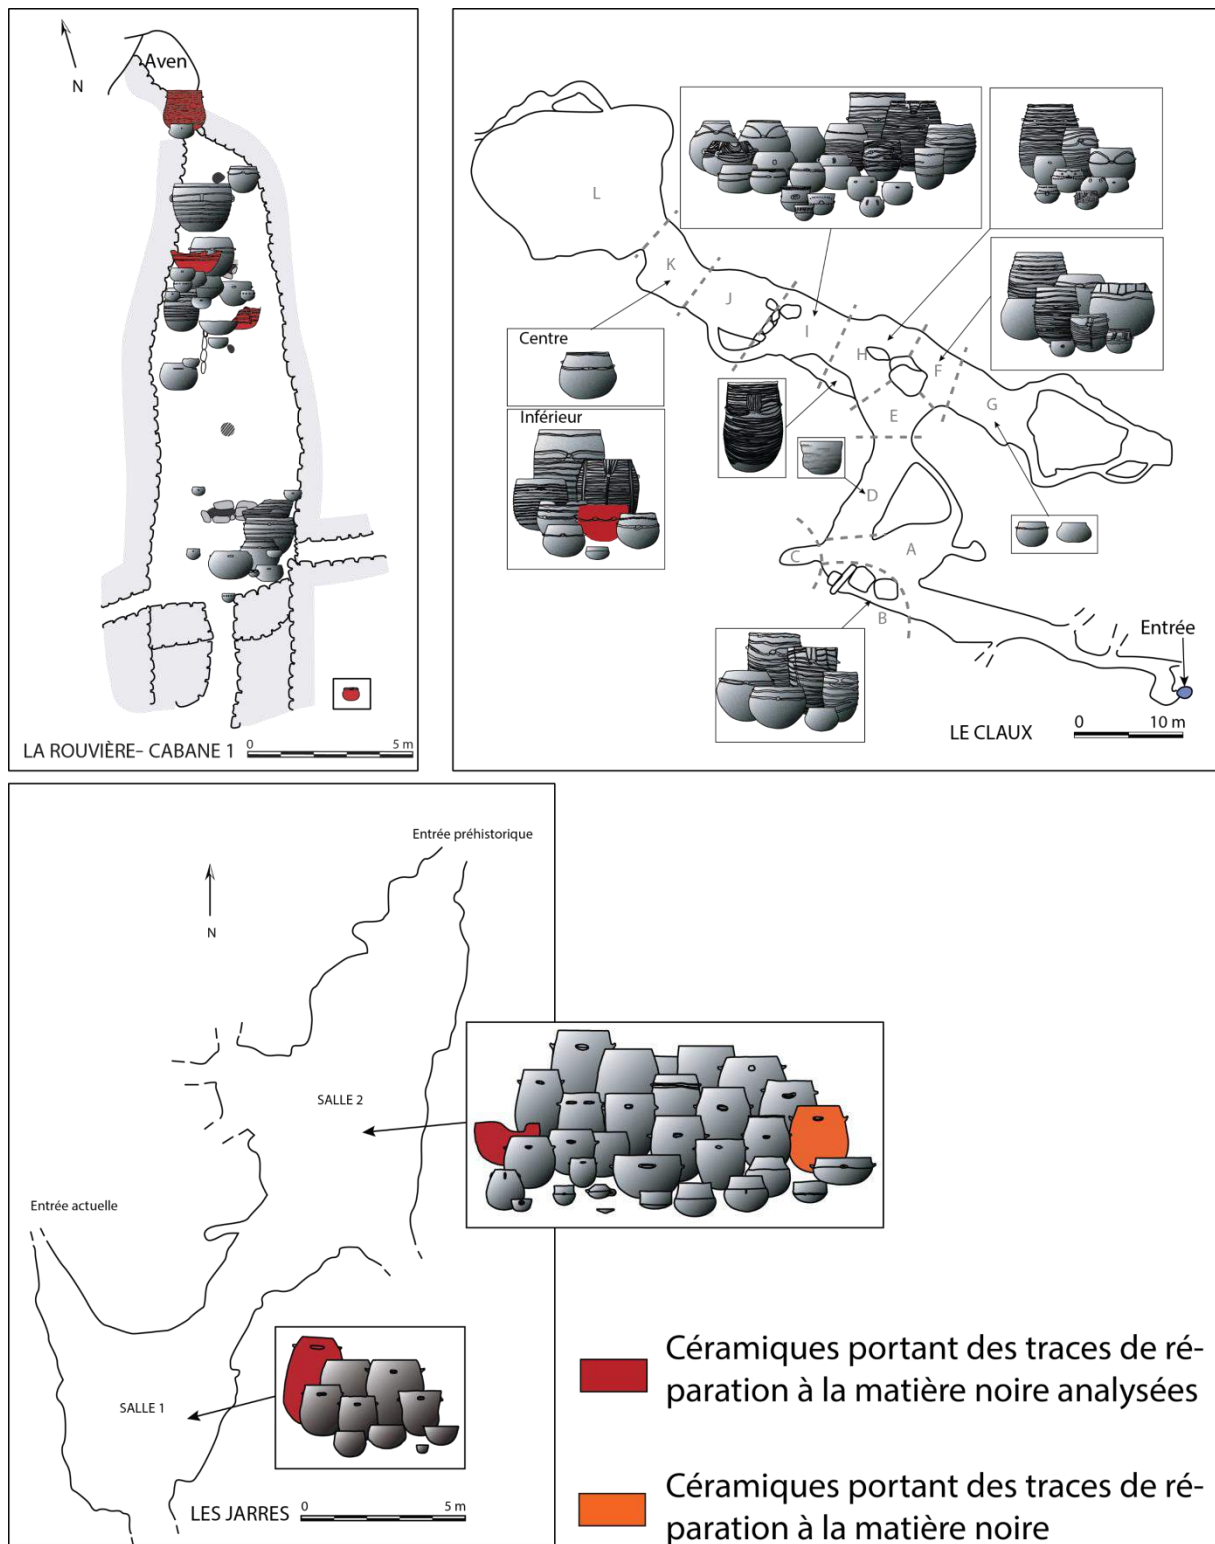 Aven
N
LA ROUVIÈRE- CABANE 1
0 5 m
L
K
J
I
H
F
E
G
D
C
A
B
Centre
Inférieur
Entrée
0 10 m
LE CLAUX
Entrée préhistorique
N
SALLE 2
Entrée actuelle
SALLE 1
LES JARRES
0 5 m
Céramiques portant des traces de ré-
paration à la matière noire analysées
Céramiques portant des traces de ré-
paration à la matière noire